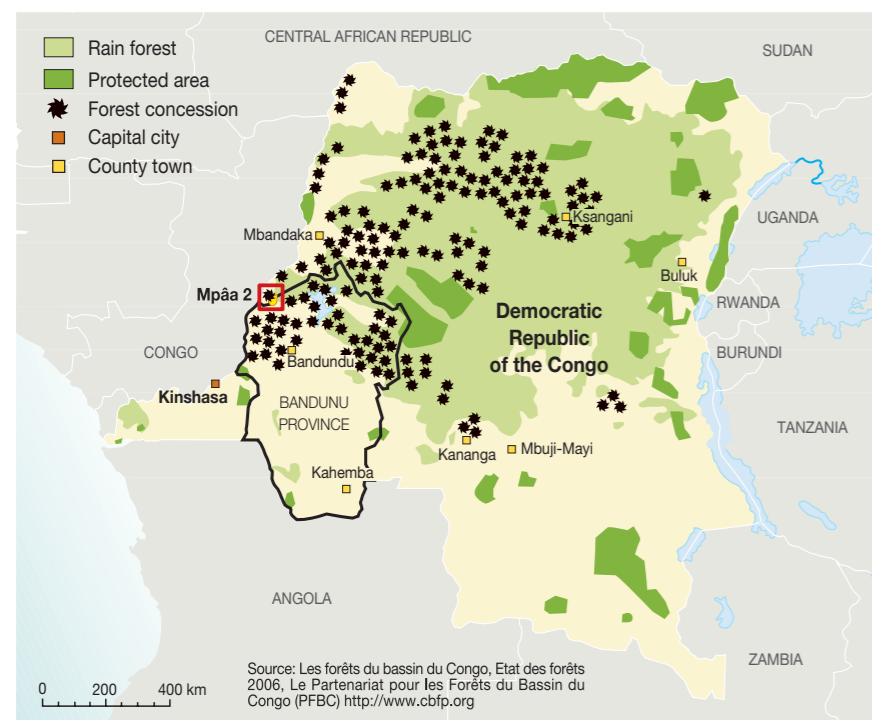 Rain forest
Protected area
Forest concession
Capital city
County town
CENTRAL AFRICAN REPUBLIC
SUDAN
UGANDA
RWANDA
BURUNDI
TANZANIA
ZAMBIA
ANGOLA
CONGO
Mbandaka
Ksangani
Buluk
Mpâa 2
Democratic
Republic
of the Congo
Bandundu
Kinshasa
BANDUNU
PROVINCE
Kananga
Mbuji-Mayi
Kahemba
Source: Les forêts du bassin du Congo, Etat des forêts
2006, Le Partenariat pour les Forêts du Bassin du
Congo (PFBC) http://www.cbfp.org
0 200 400 km